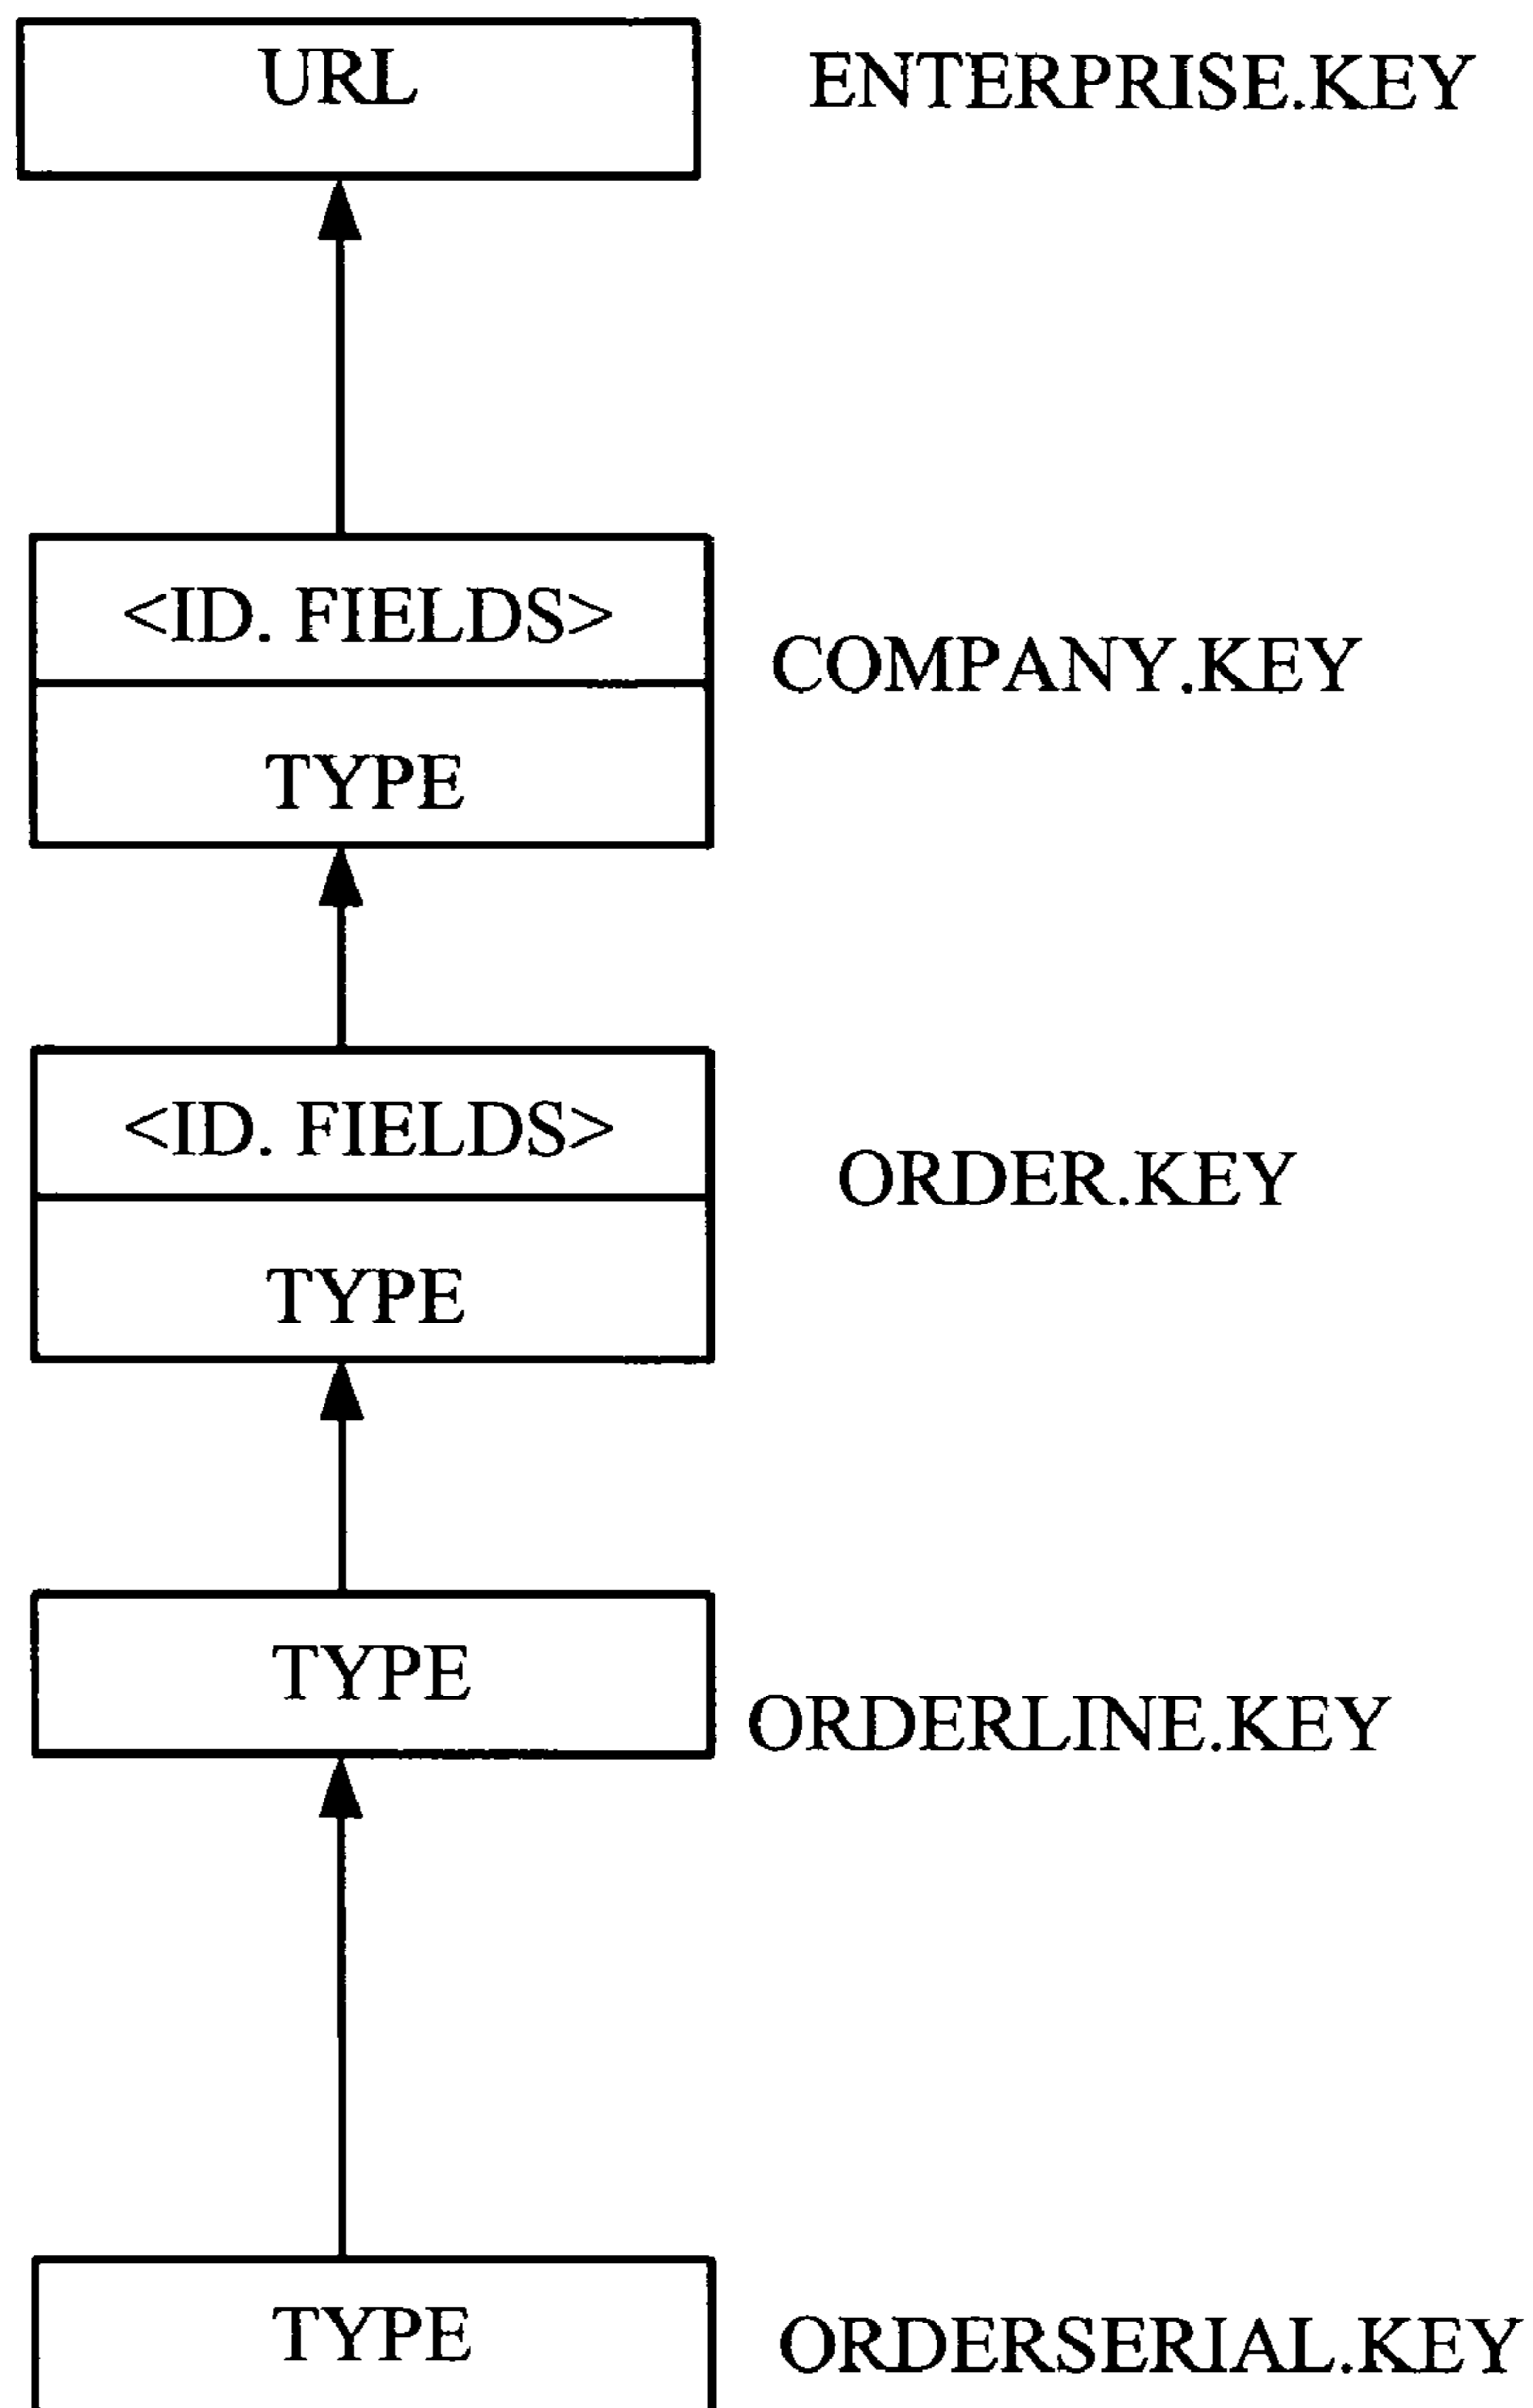 URL
ENTERPRISE.KEY
<ID. FIELDS>
COMPANY.KEY
TYPE
<ID. FIELDS>
ORDER.KEY
TYPE
TYPE
ORDERLINE.KEY
TYPE
ORDERSERIAL.KEY